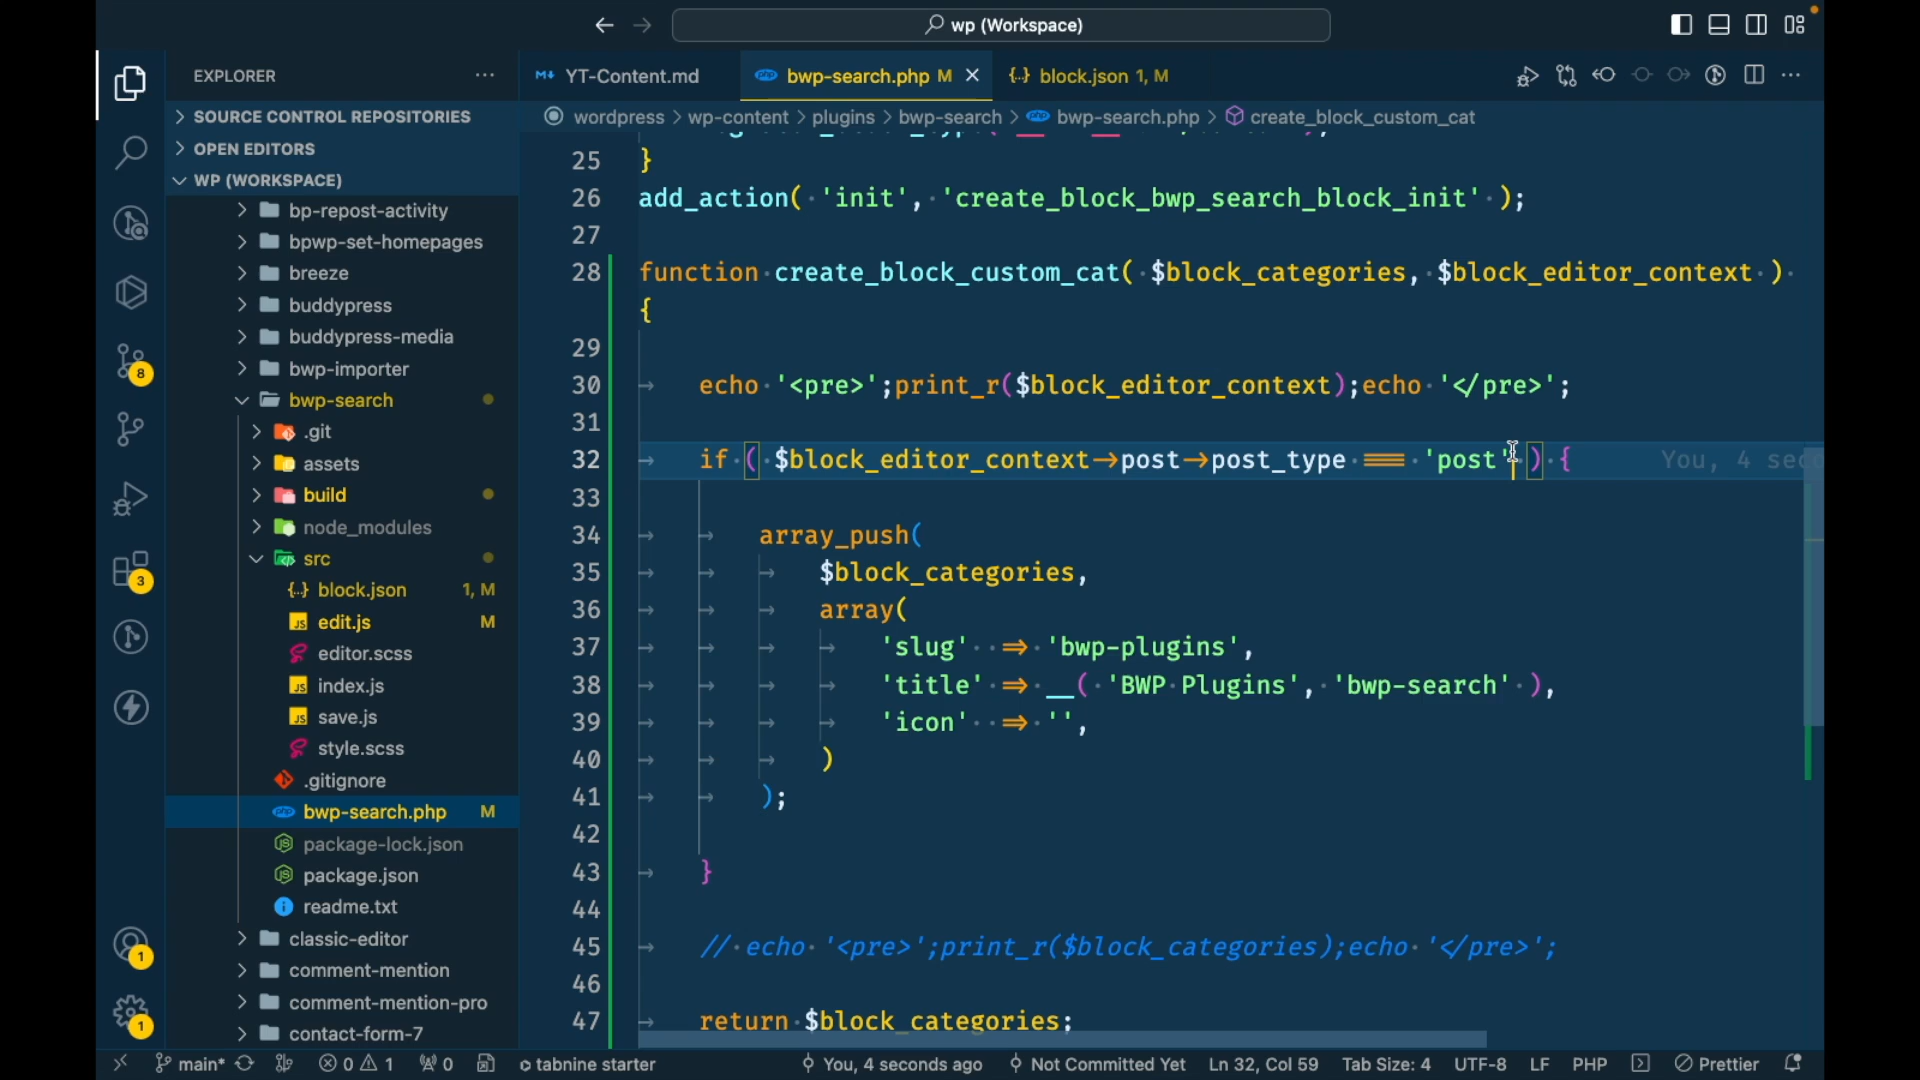 wp (Workspace)
EXPLORER
YT-Content.md
bwp-search.php M
block.json 1, M
SOURCE CONTROL REPOSITORIES
OPEN EDITORS
WP (WORKSPACE)
bp-repost-activity
bpwp-set-homepages
breeze
buddypress
buddypress-media
bwp-importer
bwp-search
.git
assets
build
node_modules
src
block.json 1, M
edit.js M
editor.scss
index.js
save.js
style.scss
.gitignore
bwp-search.php M
package-lock.json
package.json
readme.txt
classic-editor
comment-mention
comment-mention-pro
contact-form-7
8
3
1
1
wordpress > wp-content > plugins > bwp-search > bwp-search.php > create_block_custom_cat
25 }
26 add_action( 'init', 'create_block_bwp_search_block_init' );
27
28 function create_block_custom_cat( $block_categories, $block_editor_context )
{
29
30 echo '<pre>';print_r($block_editor_context);echo '</pre>';
31
32 if ( $block_editor_context->post->post_type === 'post' ) { You, 4 seco
33
34 array_push(
35 $block_categories,
36 array(
37 'slug' => 'bwp-plugins',
38 'title' => __( 'BWP Plugins', 'bwp-search' ),
39 'icon' => '',
40 )
41 );
42
43 }
44
45 // echo '<pre>';print_r($block_categories);echo '</pre>';
46
47 return $block_categories;
main* 0 1 0 tabnine starter You, 4 seconds ago Not Committed Yet Ln 32, Col 59 Tab Size: 4 UTF-8 LF PHP Prettier